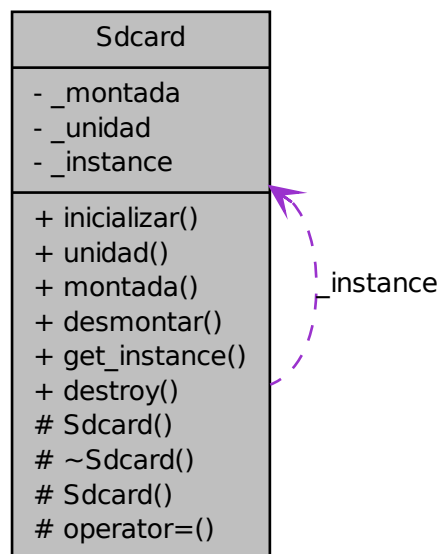 Sdcard
- _montada
- _unidad
- _instance
+ inicializar()
+ unidad()
+ montada()
+ desmontar()
+ get_instance()
+ destroy()
# Sdcard()
# ~Sdcard()
# Sdcard()
# operator=()
_instance